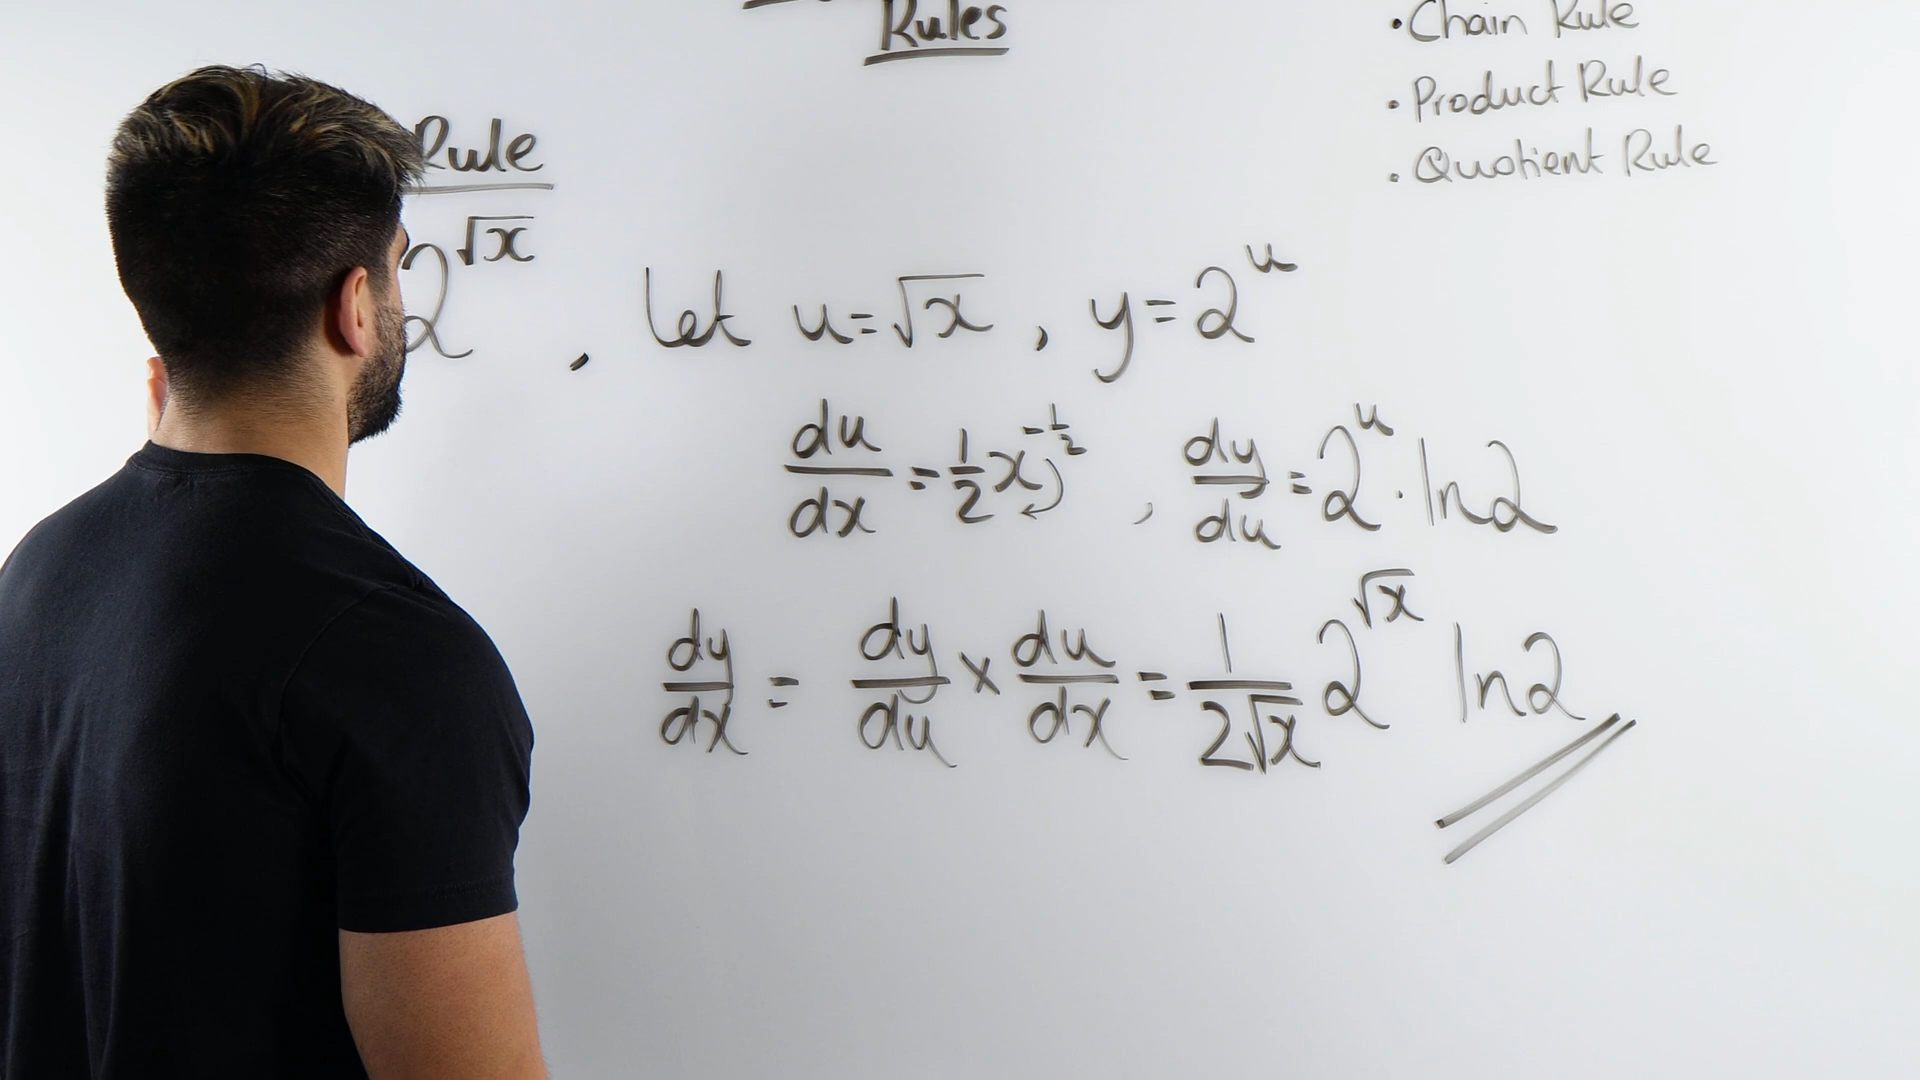 Rules
• Chain Rule
• Product Rule
• Quotient Rule
Rule
2^√x , let u=√x , y=2^u
du/dx = 1/2 x^-1/2 , dy/du = 2^u · ln2
dy/dx = dy/du × du/dx = 1/(2√x) 2^√x ln2